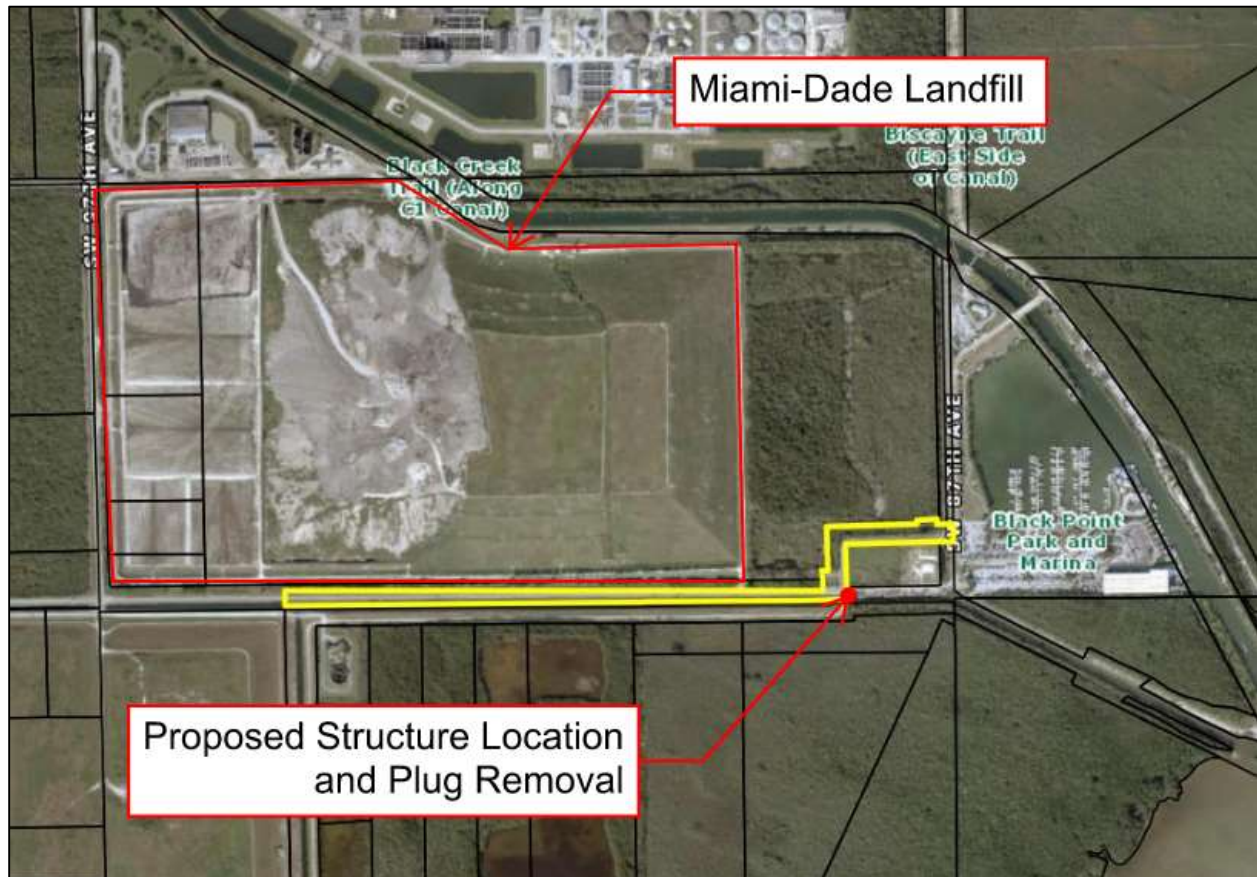 Miami-Dade Landfill
Biscayne Trail
(East Side
of Canal)
Black Creek
Trail (Along
C1 Canal)
SW 97TH AVE
87TH AVE
Black Point
Park and
Marina
Proposed Structure Location
and Plug Removal